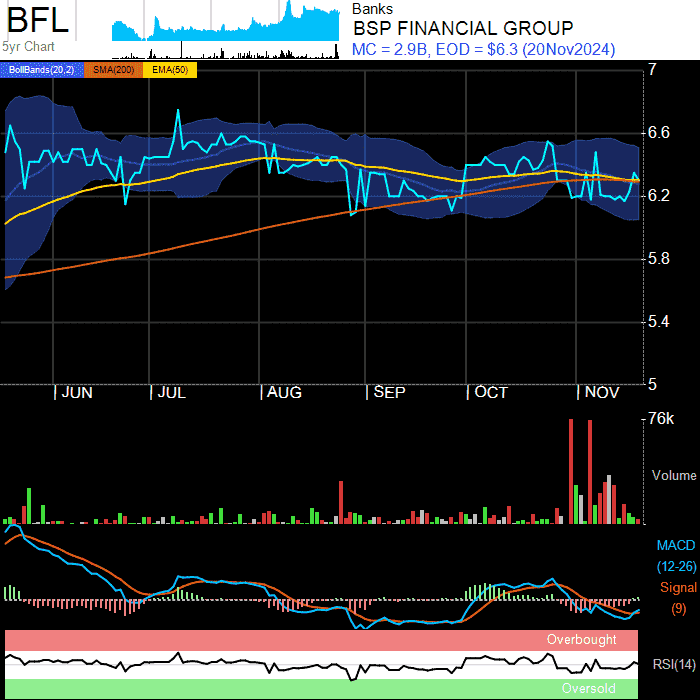 BFL
5yr Chart
Banks
BSP FINANCIAL GROUP
MC = 2.9B, EOD = $6.3 (20Nov2024)
BollBands(20,2) SMA(200) EMA(50)
7
6.6
6.2
5.8
5.4
5
JUN JUL AUG SEP OCT NOV
76k
Volume
MACD
(12-26)
Signal
(9)
Overbought
RSI(14)
Oversold